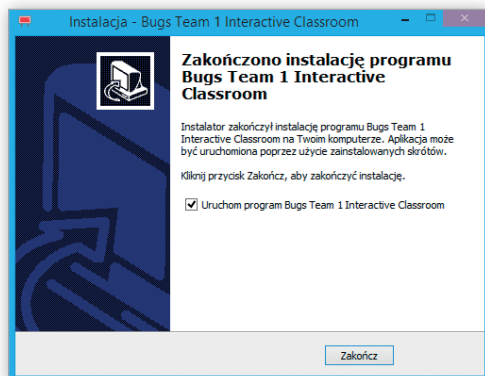 Instalacja - Bugs Team 1 Interactive Classroom
Zakończono instalację programu
Bugs Team 1 Interactive
Classroom
Instalator zakończył instalację programu Bugs Team 1
Interactive Classroom na Twoim komputerze. Aplikacja może
być uruchomiona poprzez użycie zainstalowanych skrótów.
Kliknij przycisk Zakończ, aby zakończyć instalację.
Uruchom program Bugs Team 1 Interactive Classroom
Zakończ